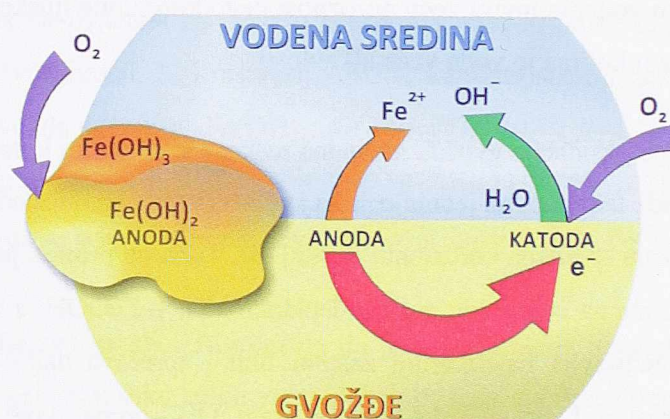 VODENA SREDINA
O₂
Fe(OH)₃
Fe(OH)₂
ANODA
Fe²⁺
OH⁻
O₂
H₂O
ANODA
KATODA
e⁻
GVOŽĐE